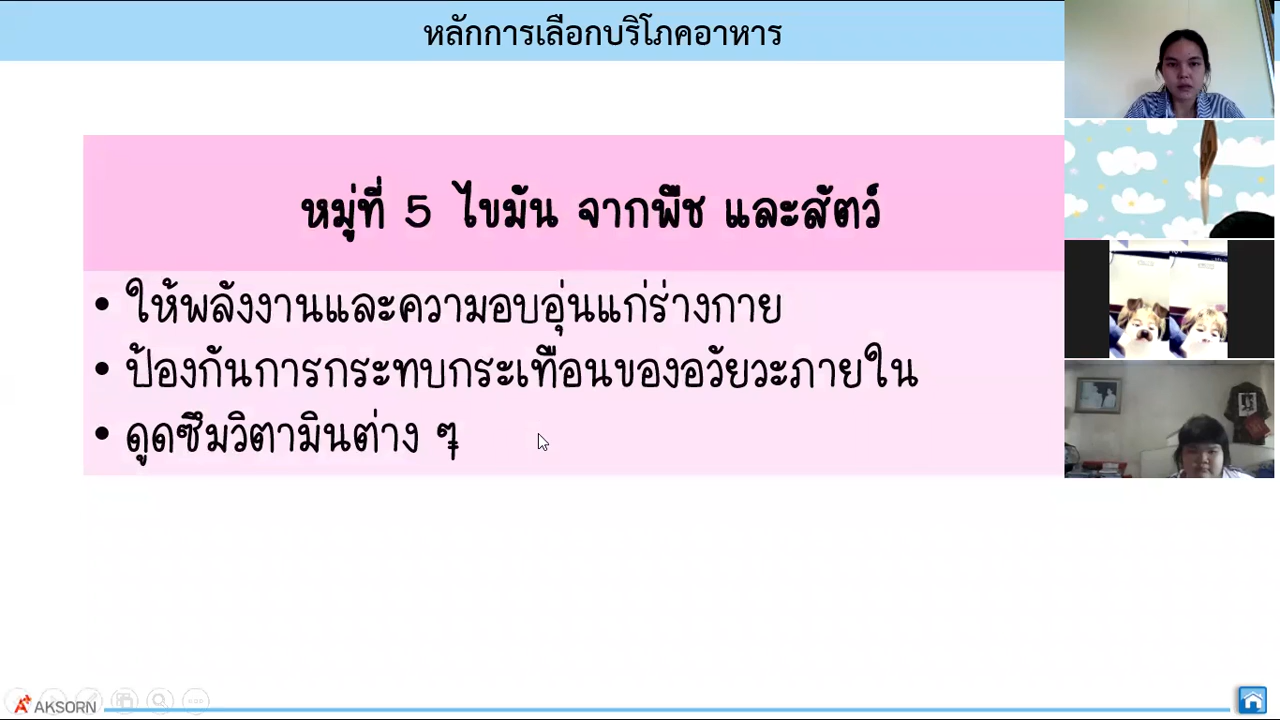 หลักการเลือกบริโภคอาหาร
หมู่ที่ 5 ไขมัน จากพืช และสัตว์
• ให้พลังงานและความอบอุ่นแก่ร่างกาย
• ป้องกันการกระทบกระเทือนของอวัยวะภายใน
• ดูดซึมวิตามินต่าง ๆ
AKSORN